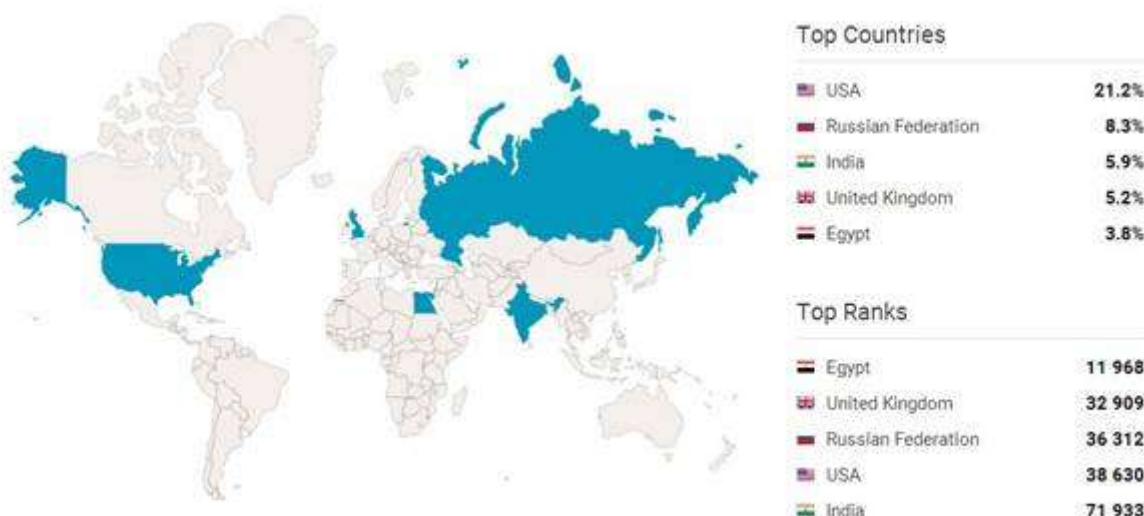 Top Countries
USA 21.2%
Russian Federation 8.3%
India 5.9%
United Kingdom 5.2%
Egypt 3.8%
Top Ranks
Egypt 11 968
United Kingdom 32 909
Russian Federation 36 312
USA 38 630
India 71 933